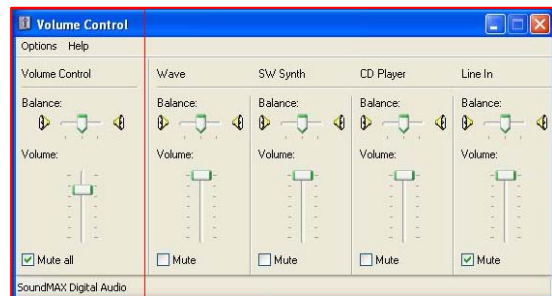 Volume Control
Options Help
Volume Control Wave SW Synth CD Player Line In
Balance: Balance: Balance: Balance: Balance:
Volume: Volume: Volume: Volume: Volume:
Mute all Mute Mute Mute Mute
SoundMAX Digital Audio